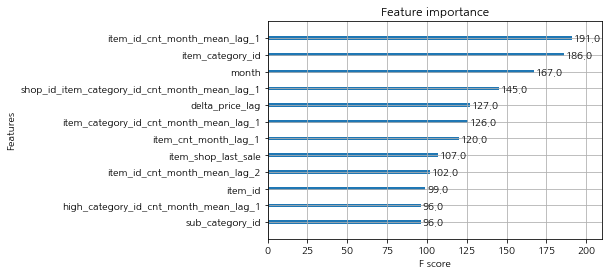 Feature importance
item_id_cnt_month_mean_lag_1 191,0
item_category_id 186,0
month 167,0
shop_id_item_category_id_cnt_month_mean_lag_1 145,0
delta_price_lag 127,0
item_category_id_cnt_month_mean_lag_1 126,0
item_cnt_month_lag_1 120,0
item_shop_last_sale 107,0
item_id_cnt_month_mean_lag_2 102,0
item_id 99,0
high_category_id_cnt_month_mean_lag_1 96,0
sub_category_id 96,0
Features
0 25 50 75 100 125 150 175 200
F score